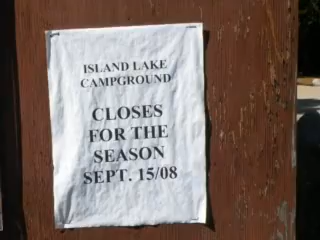 ISLAND LAKE
CAMPGROUND
CLOSES
FOR THE
SEASON
SEPT. 15/08